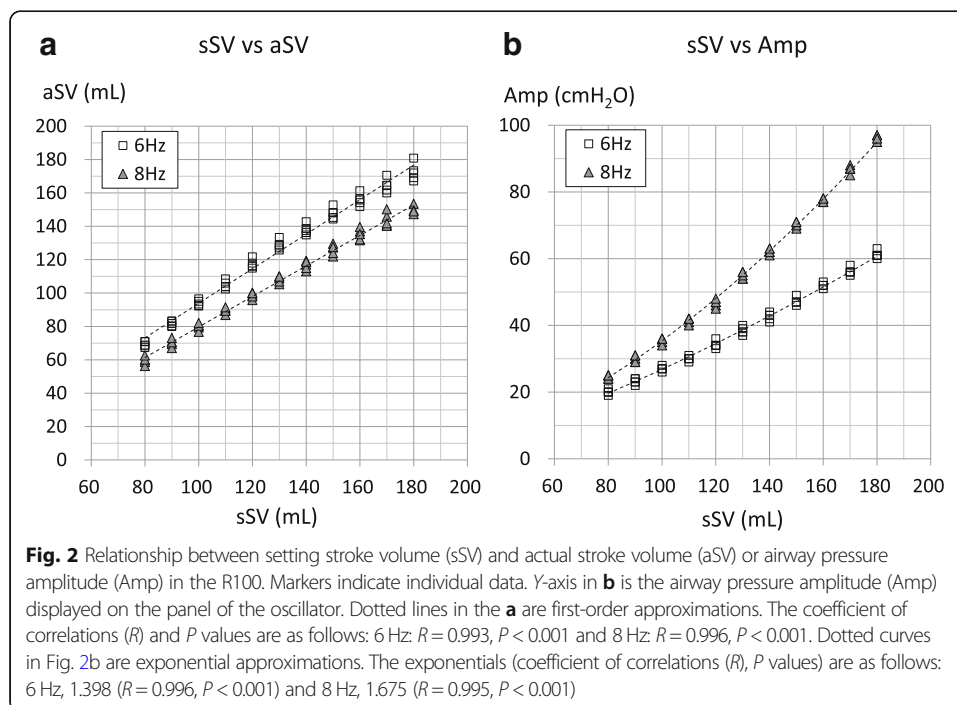 a sSV vs aSV
aSV (mL)
200
180
160
140
120
100
80
60
40
20
0
6Hz
8Hz
60 80 100 120 140 160 180 200
sSV (mL)
b sSV vs Amp
Amp (cmH₂O)
100
80
60
40
20
0
6Hz
8Hz
60 80 100 120 140 160 180 200
sSV (mL)
Fig. 2 Relationship between setting stroke volume (sSV) and actual stroke volume (aSV) or airway pressure
amplitude (Amp) in the R100. Markers indicate individual data. Y-axis in b is the airway pressure amplitude (Amp)
displayed on the panel of the oscillator. Dotted lines in the a are first-order approximations. The coefficient of
correlations (R) and P values are as follows: 6 Hz: R = 0.993, P < 0.001 and 8 Hz: R = 0.996, P < 0.001. Dotted curves
in Fig. 2b are exponential approximations. The exponentials (coefficient of correlations (R), P values) are as follows:
6 Hz, 1.398 (R = 0.996, P < 0.001) and 8 Hz, 1.675 (R = 0.995, P < 0.001)